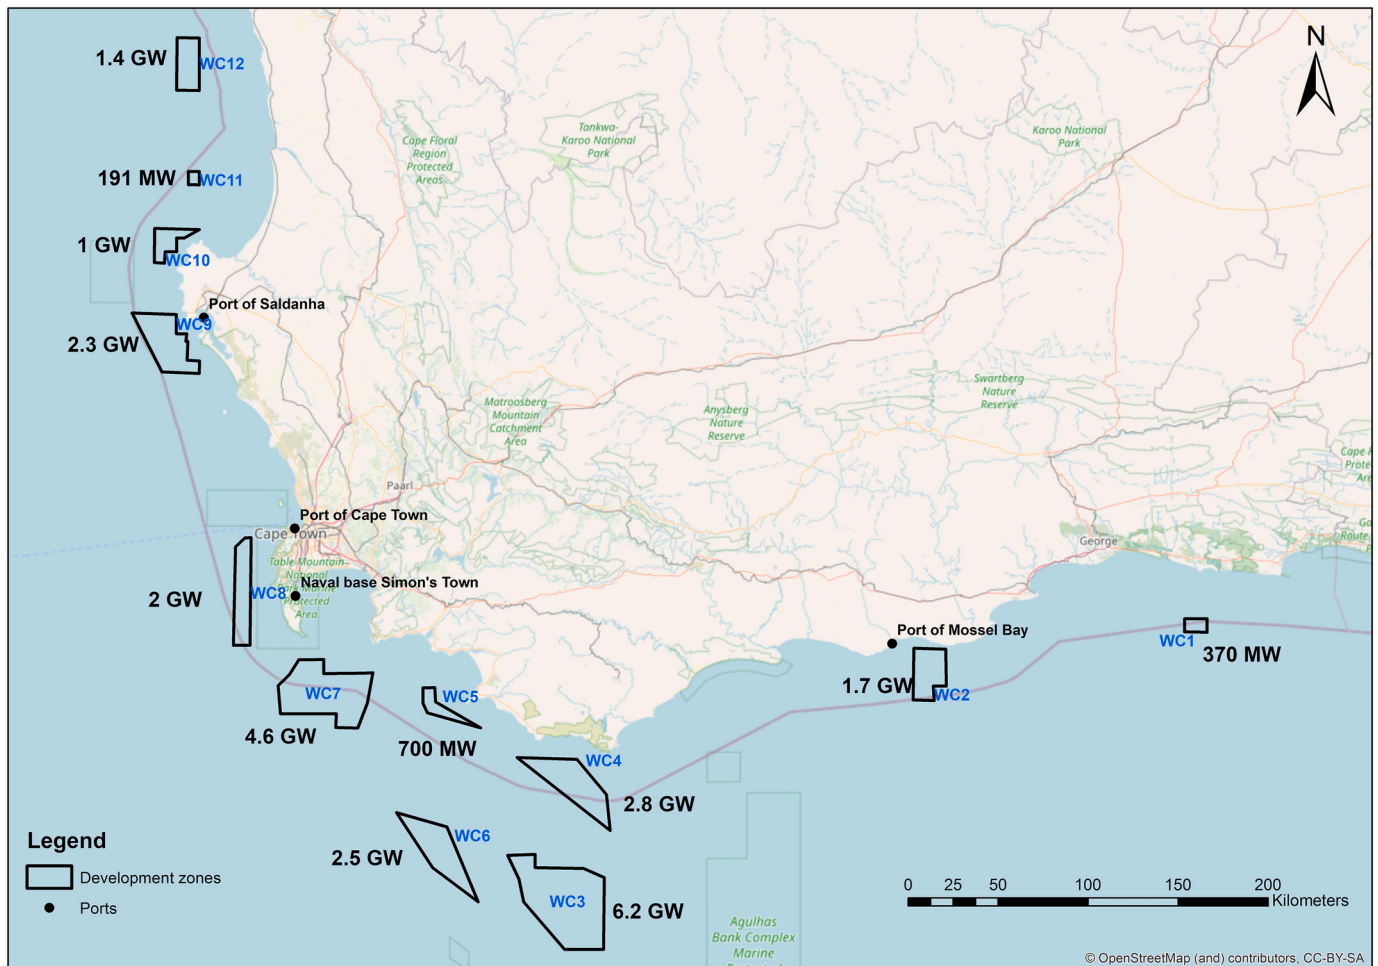 N
1.4 GW
WC12
Cape Floral
Region
Protected
Areas
Tankwa-
Karoo National
Park
Karoo National
Park
191 MW
WC11
1 GW
WC10
Port of Saldanha
WC9
2.3 GW
Matroosberg
Mountain
Catchment
Area
Anysberg
Nature
Reserve
Swartberg
Nature
Reserve
Paarl
Port of Cape Town
Cape Town
George
Table Mountain
National
Protected
Area
Naval base Simon's Town
WC8
2 GW
Port of Mossel Bay
WC1
370 MW
1.7 GW
WC2
WC7
4.6 GW
WC5
700 MW
WC4
2.8 GW
WC6
2.5 GW
WC3
6.2 GW
Agulhas
Bank Complex
Marine
Legend
Development zones
Ports
0 25 50 100 150 200
Kilometers
© OpenStreetMap (and) contributors, CC-BY-SA